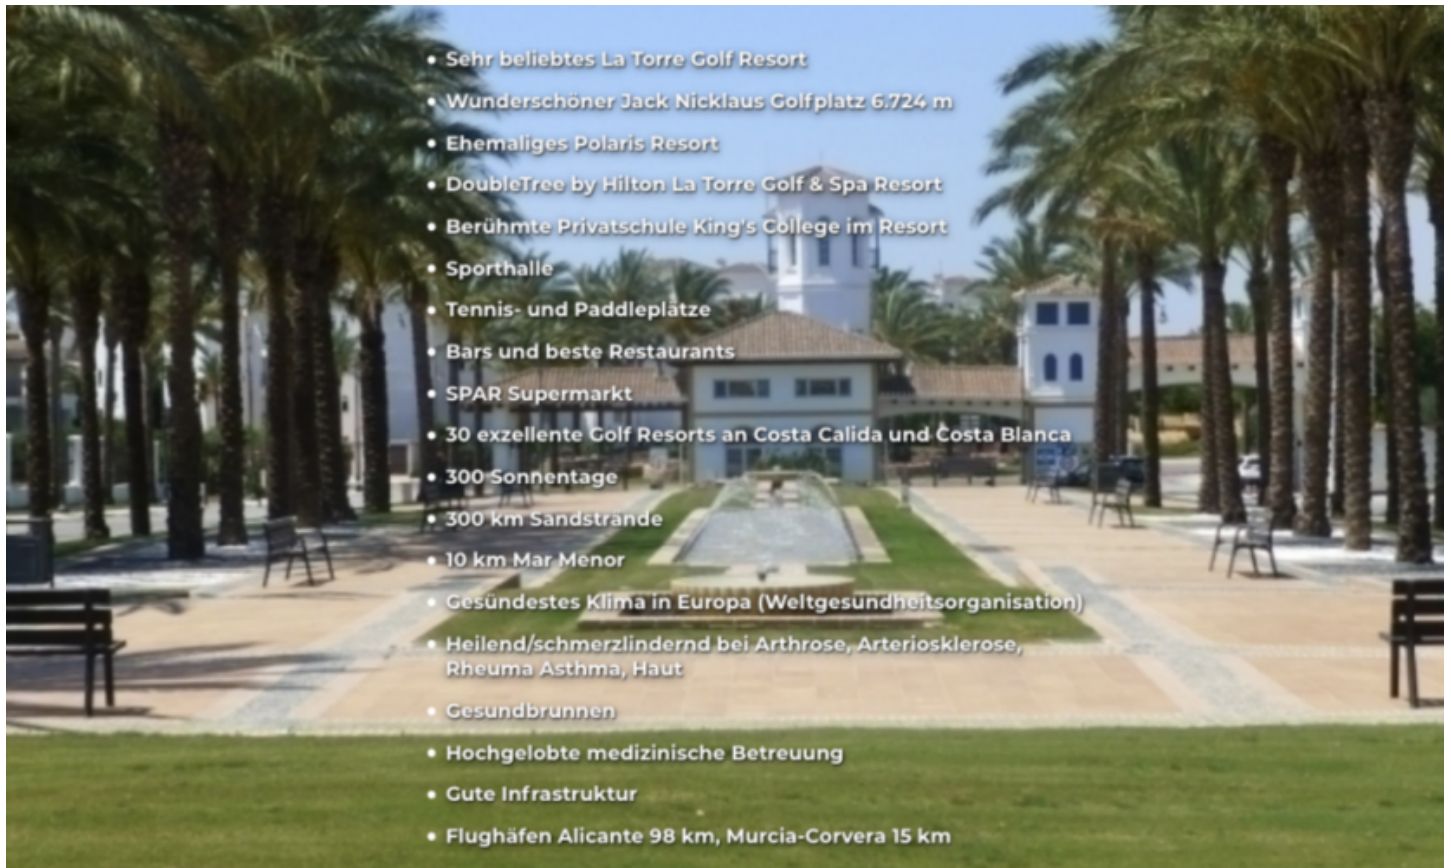 • Sehr beliebtes La Torre Golf Resort
• Wunderschöner Jack Nicklaus Golfplatz 6.724 m
• Ehemaliges Polaris Resort
• DoubleTree by Hilton La Torre Golf & Spa Resort
• Berühmte Privatschule King's College im Resort
• Sporthalle
• Tennis- und Paddleplätze
• Bars und beste Restaurants
• SPAR Supermarkt
• 30 exzellente Golf Resorts an Costa Calida und Costa Blanca
• 300 Sonnentage
• 300 km Sandstrände
• 10 km Mar Menor
• Gesündestes Klima in Europa (Weltgesundheitsorganisation)
• Heilend/schmerzlindernd bei Arthrose, Arteriosklerose,
Rheuma Asthma, Haut
• Gesundbrunnen
• Hochgelobte medizinische Betreuung
• Gute Infrastruktur
• Flughäfen Alicante 98 km, Murcia-Corvera 15 km